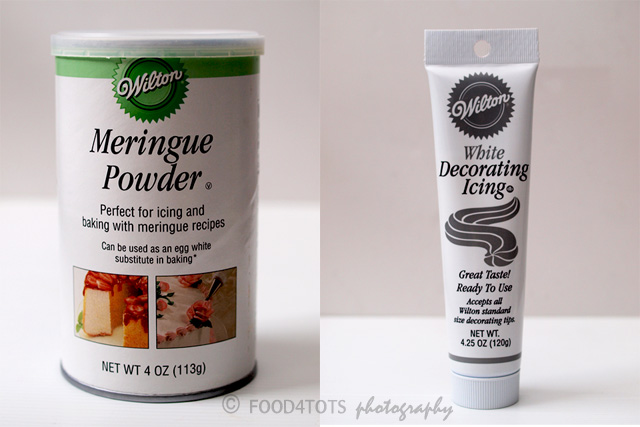 Wilton
Meringue
Powder
Perfect for icing and
baking with meringue recipes
Can be used as an egg white
substitute in baking*
NET WT 4 OZ (113g)
Wilton
White
Decorating
Icing
Great Taste!
Ready To Use
Accepts all
Wilton standard
size decorating tips.
NET WT.
4.25 OZ (120g)
© FOOD4TOTS photography